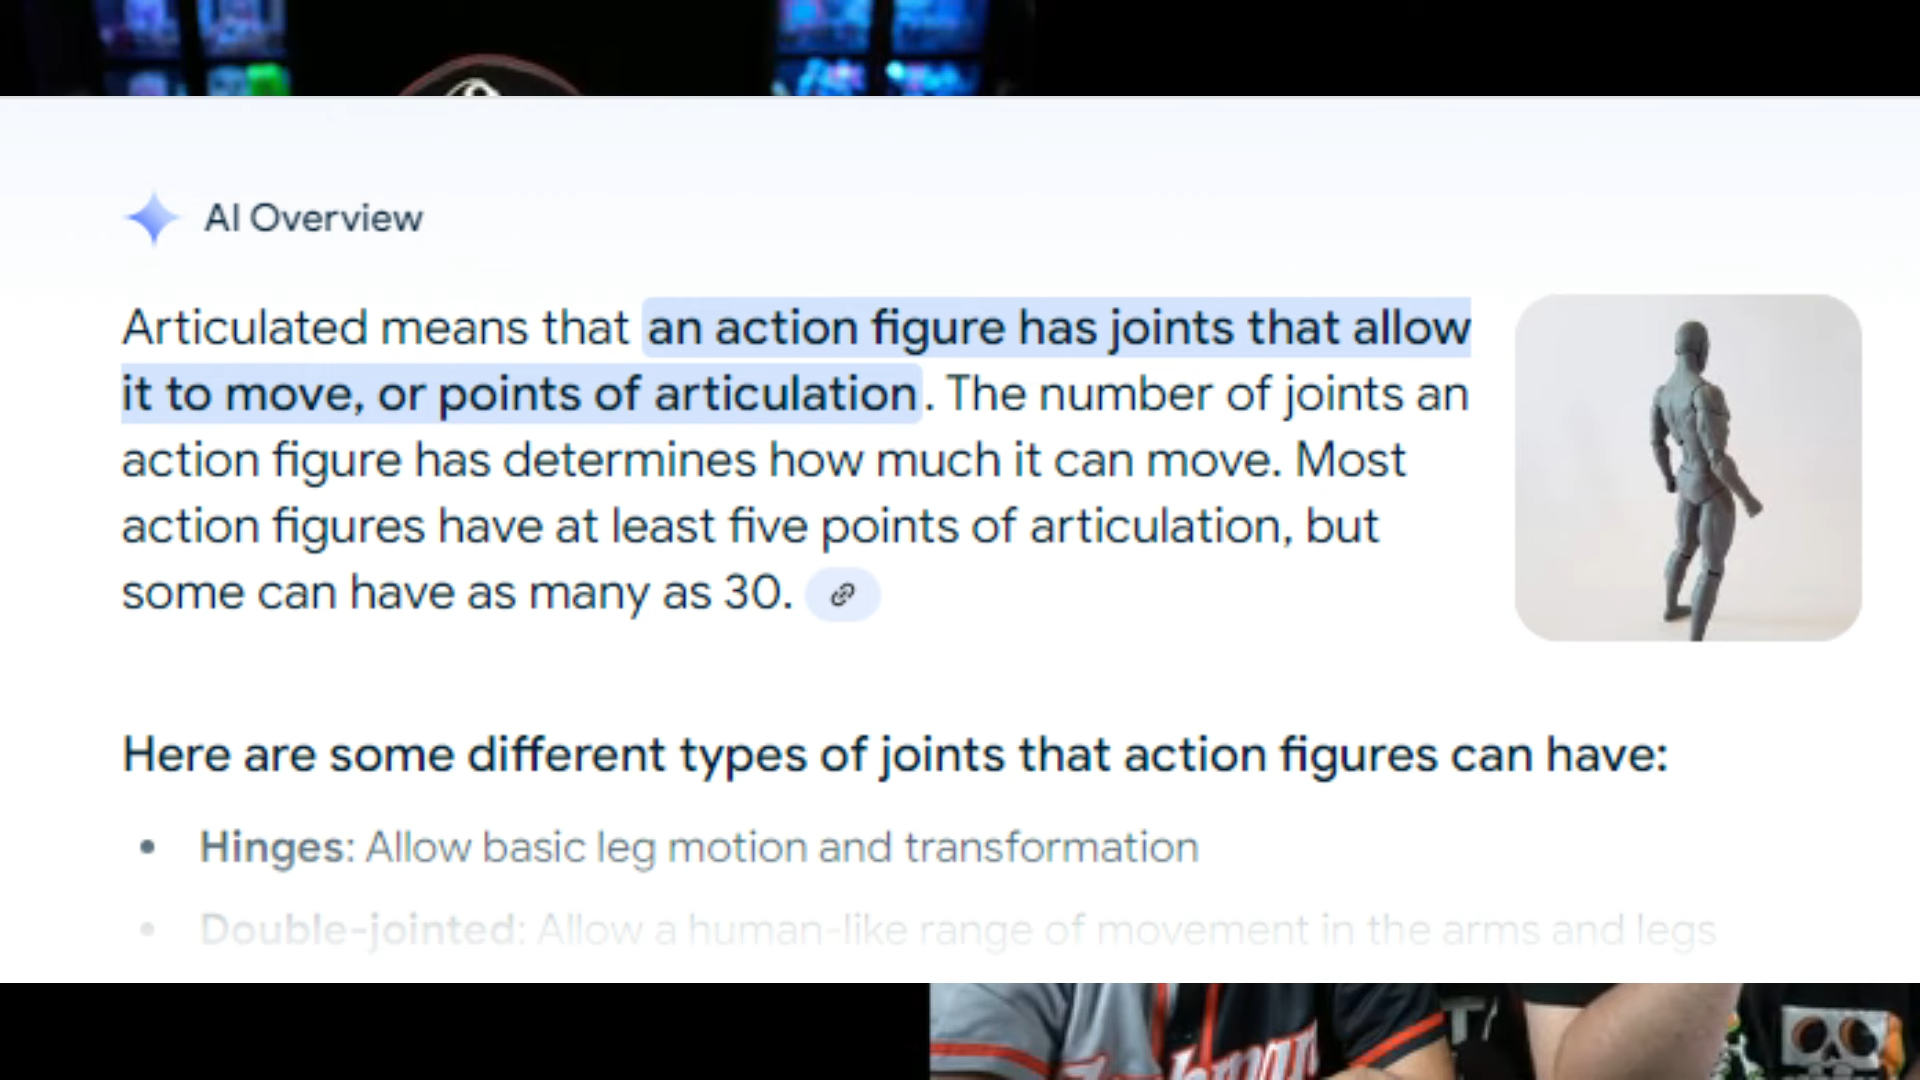 AI Overview
Articulated means that an action figure has joints that allow
it to move, or points of articulation. The number of joints an
action figure has determines how much it can move. Most
action figures have at least five points of articulation, but
some can have as many as 30.
Here are some different types of joints that action figures can have:
• Hinges: Allow basic leg motion and transformation
• Double-jointed: Allow a human-like range of movement in the arms and legs